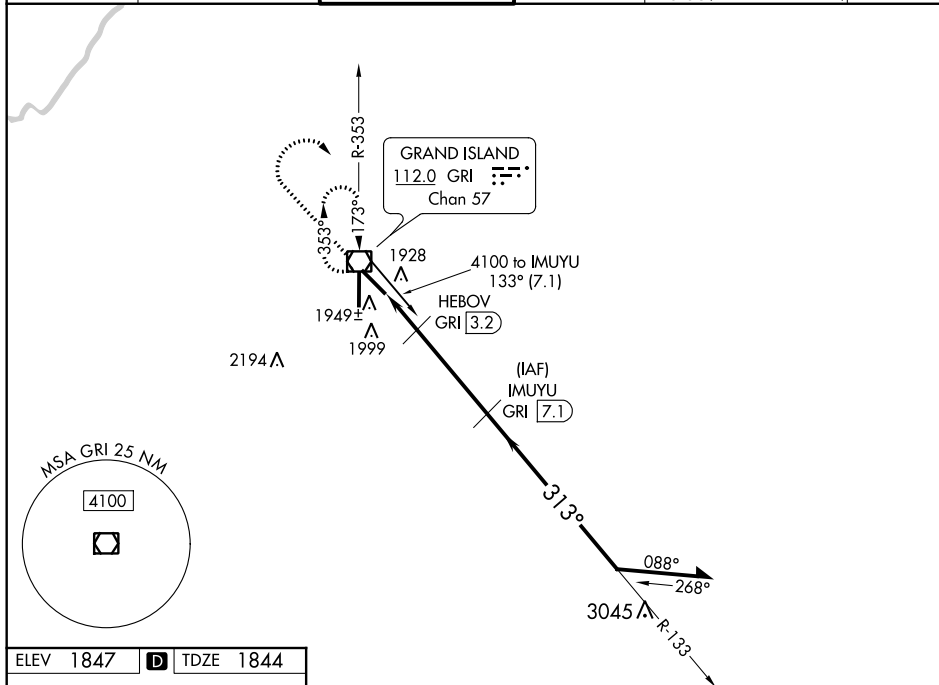 R-353
GRAND ISLAND
112.0 GRI
Chan 57
353°
173°
1928
4100 to IMUYU
133° (7.1)
HEBOV
GRI 3.2
1949±
1999
2194
(IAF)
IMUYU
GRI 7.1
MSA GRI 25 NM
4100
313°
088°
268°
3045
R-133
ELEV 1847 D TDZE 1844